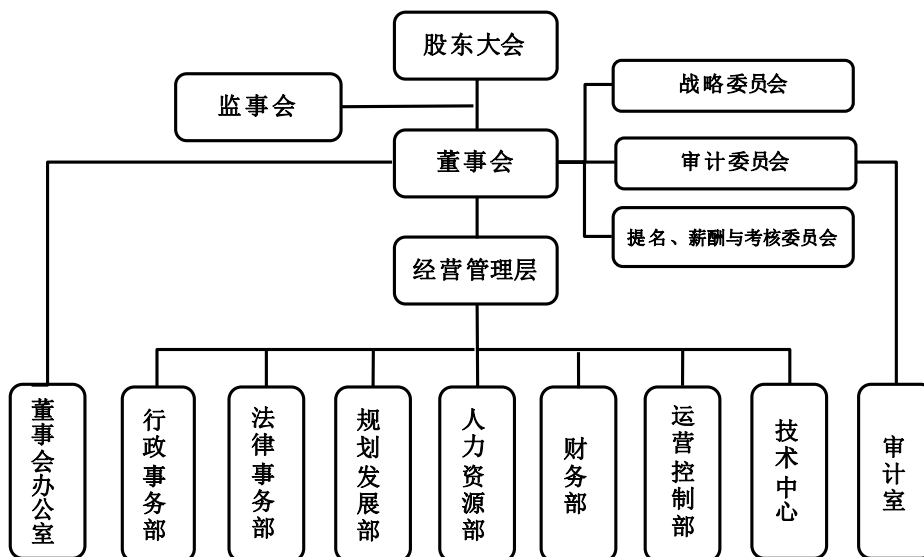 股东大会
监事会
战略委员会
董事会
审计委员会
提名、薪酬与考核委员会
经营管理层
董事会办公室
行政事务部
法律事务部
规划发展部
人力资源部
财务部
运营控制部
技术中心
审计室